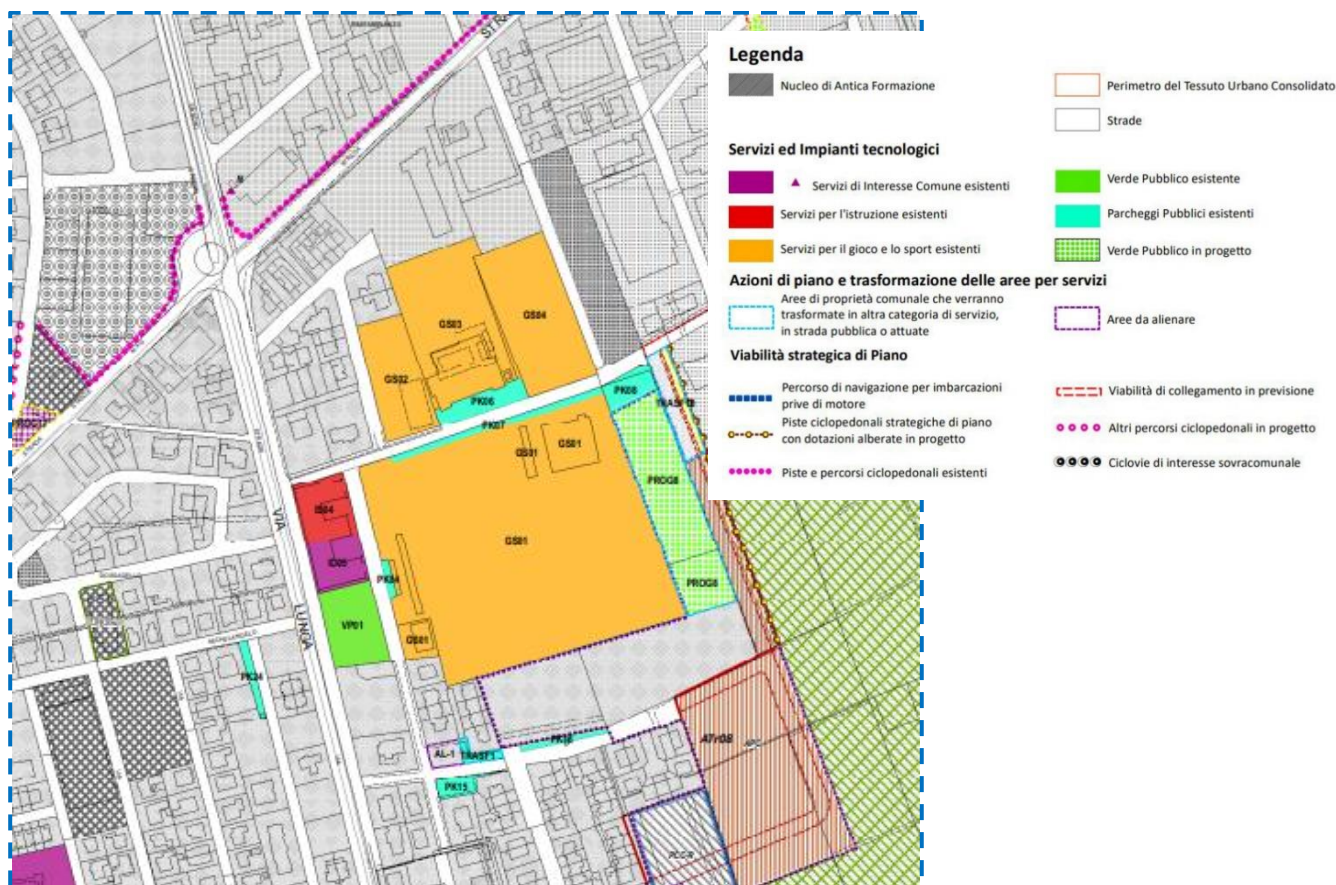 STR
Legenda
Nucleo di Antica Formazione
Perimetro del Tessuto Urbano Consolidato
Strade
Servizi ed Impianti tecnologici
Servizi di Interesse Comune esistenti
Verde Pubblico esistente
Servizi per l'istruzione esistenti
Parcheggi Pubblici esistenti
Servizi per il gioco e lo sport esistenti
Verde Pubblico in progetto
Azioni di piano e trasformazione delle aree per servizi
Aree di proprietà comunale che verranno
trasformate in altra categoria di servizio,
in strada pubblica o attuate
Aree da alienare
Viabilità strategica di Piano
Percorso di navigazione per imbarcazioni
prive di motore
Viabilità di collegamento in previsione
Piste ciclopedonali strategiche di piano
con dotazioni alberate in progetto
Altri percorsi ciclopedonali in progetto
Piste e percorsi ciclopedonali esistenti
Ciclovie di interesse sovracomunale
GS03
GS04
GS02
PK06
PK08
PK07
GS01
GS01
PROG8
IS04
GS01
VIA
PK04
PROG8
LUNGA
VP01
GS01
PK24
ATr08
AL-1
TRASF1
PK15